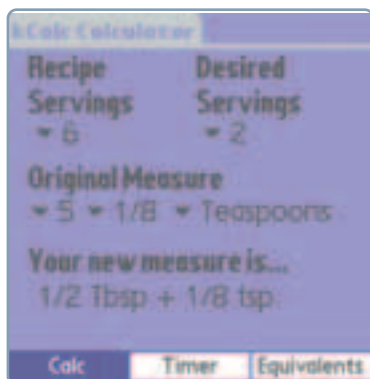 kCalc Calculator
Recipe Desired
Servings Servings
6 2
Original Measure
5 1/8 Teaspoons
Your new measure is...
1/2 Tbsp + 1/8 tsp.
Calc Timer Equivalents